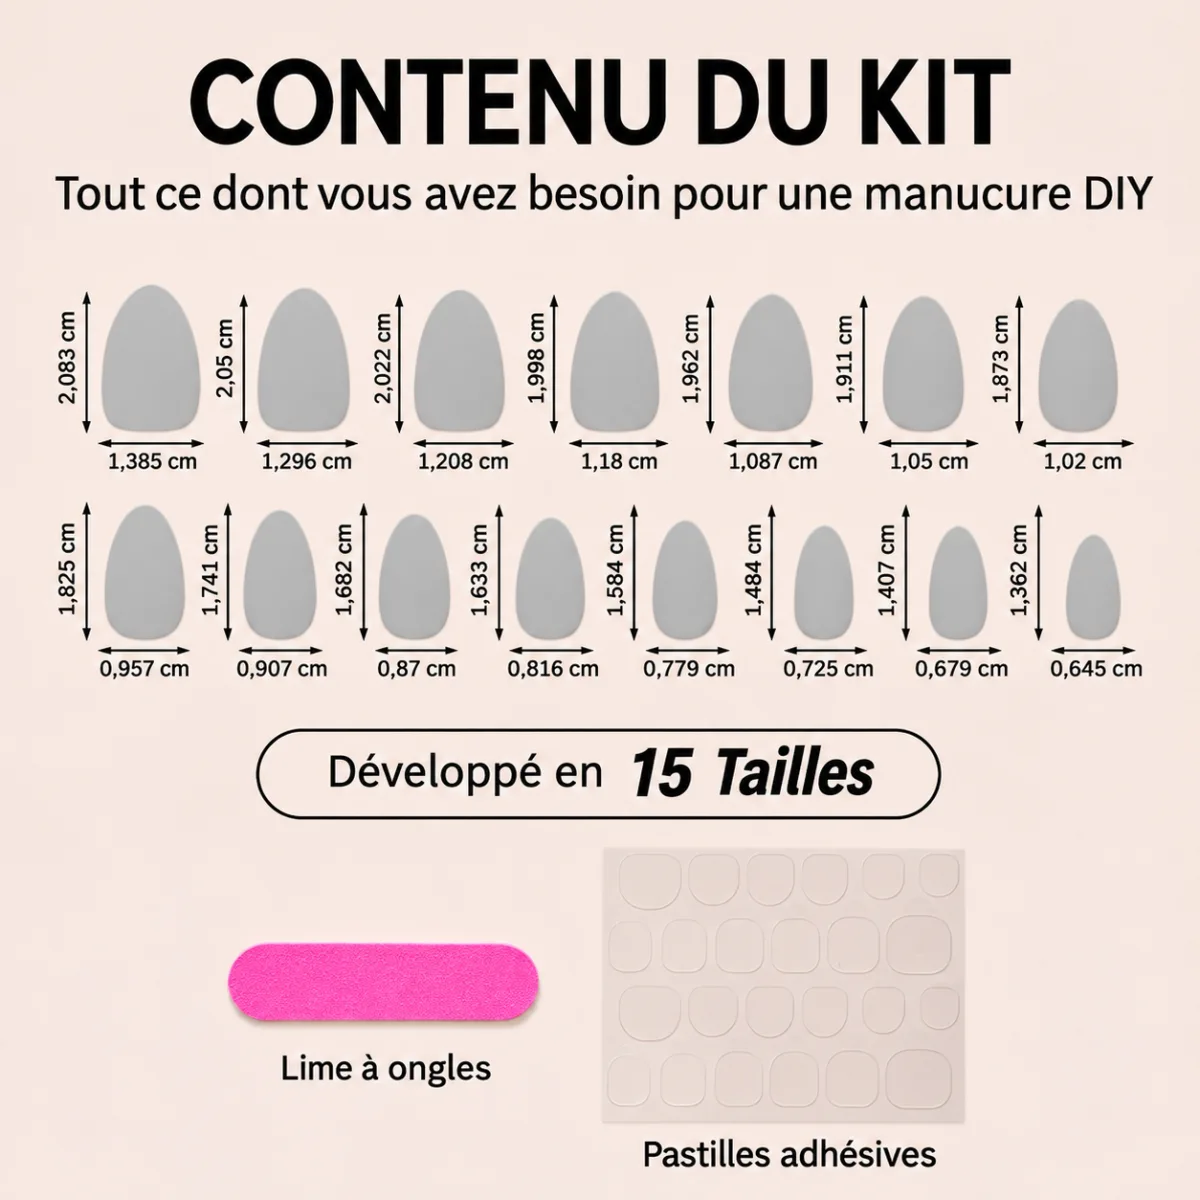 CONTENU DU KIT
Tout ce dont vous avez besoin pour une manucure DIY
2,083 cm 2,05 cm 2,022 cm 1,998 cm 1,962 cm 1,911 cm 1,873 cm
1,385 cm 1,296 cm 1,208 cm 1,18 cm 1,087 cm 1,05 cm 1,02 cm
1,825 cm 1,741 cm 1,682 cm 1,633 cm 1,584 cm 1,484 cm 1,407 cm 1,362 cm
0,957 cm 0,907 cm 0,87 cm 0,816 cm 0,779 cm 0,725 cm 0,679 cm 0,645 cm
Développé en 15 Tailles
Lime à ongles
Pastilles adhésives